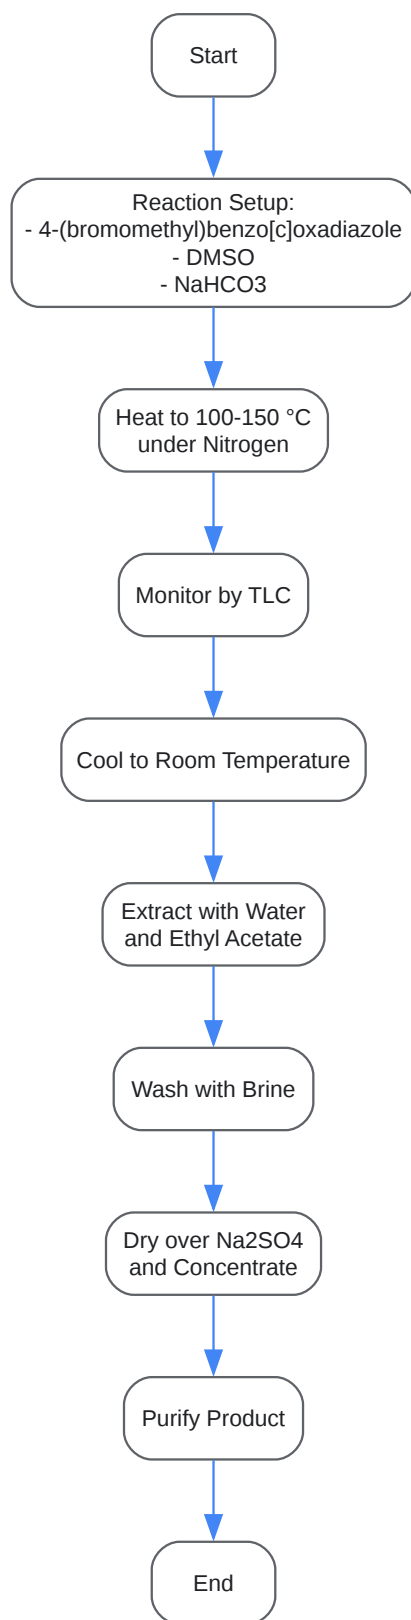 Start
Reaction Setup:
- 4-(bromomethyl)benzo[c]oxadiazole
- DMSO
- NaHCO3
Heat to 100-150 °C
under Nitrogen
Monitor by TLC
Cool to Room Temperature
Extract with Water
and Ethyl Acetate
Wash with Brine
Dry over Na2SO4
and Concentrate
Purify Product
End